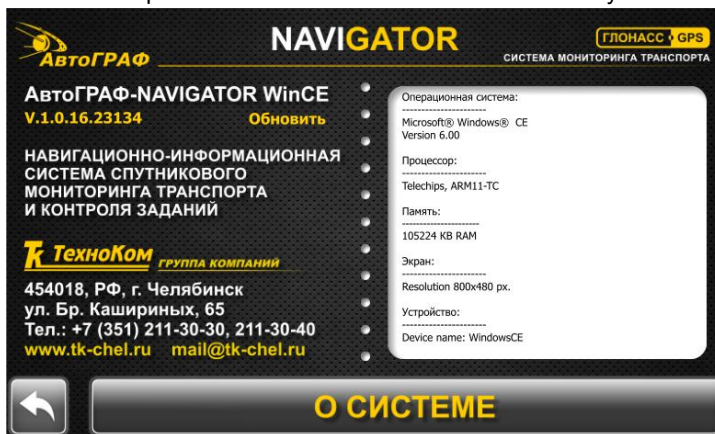 NAVIGATOR
АвтоГРАФ
ГЛОНАСС GPS
СИСТЕМА МОНИТОРИНГА ТРАНСПОРТА
АвтоГРАФ-NAVIGATOR WinCE
V.1.0.16.23134 Обновить
НАВИГАЦИОННО-ИНФОРМАЦИОННАЯ
СИСТЕМА СПУТНИКОВОГО
МОНИТОРИНГА ТРАНСПОРТА
И КОНТРОЛЯ ЗАДАНИЙ
Тк ТехноКом ГРУППА КОМПАНИЙ
454018, РФ, г. Челябинск
ул. Бр. Кашириных, 65
Тел.: +7 (351) 211-30-30, 211-30-40
www.tk-chel.ru mail@tk-chel.ru
Операционная система:
----------------------
Microsoft® Windows® CE
Version 6.00
Процессор:
----------------------
Telechips, ARM11-TC
Память:
----------------------
105224 KB RAM
Экран:
----------------------
Resolution 800x480 px.
Устройство:
----------------------
Device name: WindowsCE
О СИСТЕМЕ